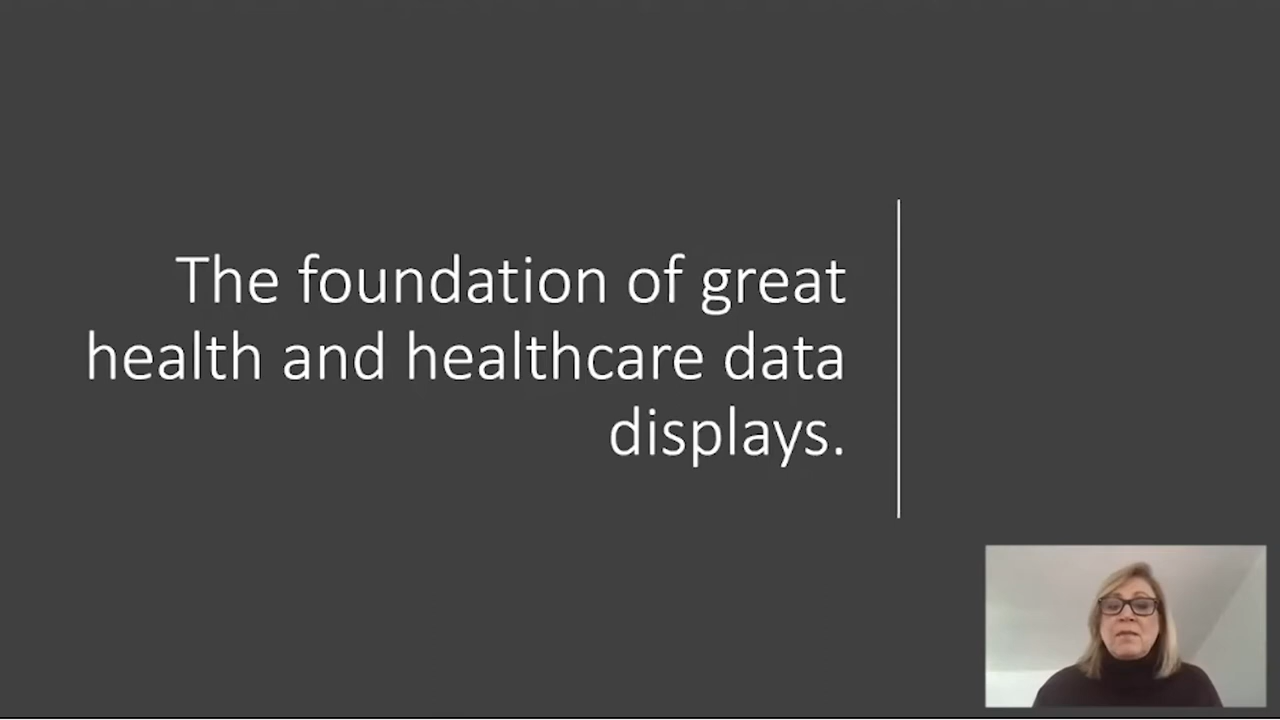 The foundation of great
health and healthcare data
displays.